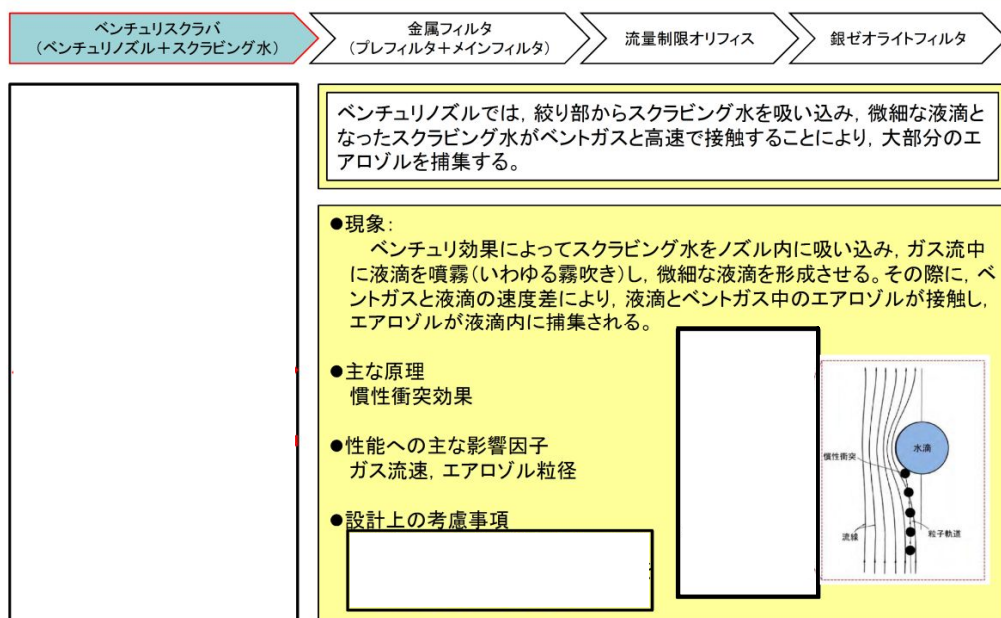 ベンチュリスクラバ
（ベンチュリノズル＋スクラビング水）
金属フィルタ
（プレフィルタ＋メインフィルタ）
流量制限オリフィス
銀ゼオライトフィルタ
ベンチュリノズルでは，絞り部からスクラビング水を吸い込み，微細な液滴と
なったスクラビング水がベントガスと高速で接触することにより，大部分のエ
アロゾルを捕集する。
●現象：
ベンチュリ効果によってスクラビング水をノズル内に吸い込み，ガス流中
に液滴を噴霧（いわゆる霧吹き）し，微細な液滴を形成させる。その際に，ベ
ントガスと液滴の速度差により，液滴とベントガス中のエアロゾルが接触し，
エアロゾルが液滴内に捕集される。
●主な原理
慣性衝突効果
●性能への主な影響因子
ガス流速，エアロゾル粒径
●設計上の考慮事項
水滴
慣性衝突
流線
粒子軌道